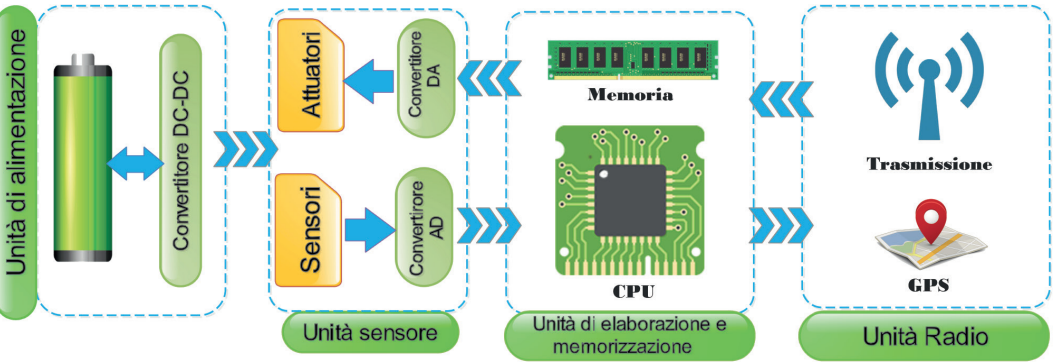 Unità di alimentazione
Convertitore DC-DC
Attuatori
Convertitore
DA
Sensori
Convertirore
AD
Unità sensore
Memoria
CPU
Unità di elaborazione e
memorizzazione
Trasmissione
GPS
Unità Radio